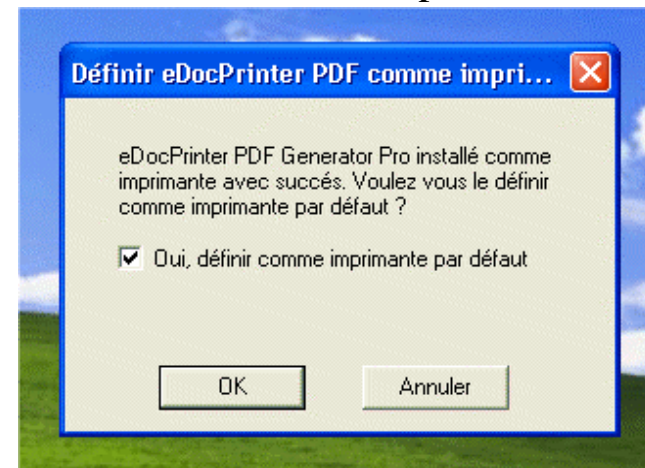 Définir eDocPrinter PDF comme impri...
eDocPrinter PDF Generator Pro installé comme
imprimante avec succés. Voulez vous le définir
comme imprimante par défaut ?
Oui, définir comme imprimante par défaut
OK
Annuler